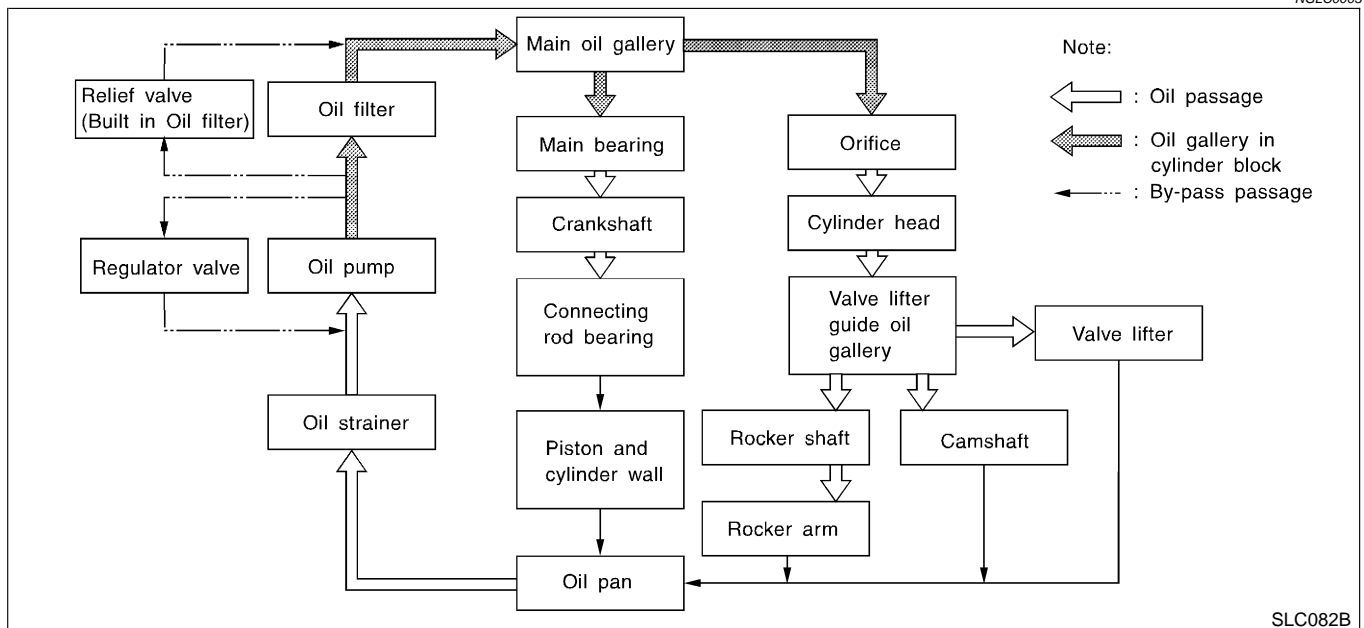 Main oil gallery
Note:
Relief valve
(Built in Oil filter)
Oil filter
: Oil passage
Main bearing
Orifice
: Oil gallery in
cylinder block
: By-pass passage
Crankshaft
Cylinder head
Regulator valve
Oil pump
Connecting
rod bearing
Valve lifter
guide oil
gallery
Valve lifter
Oil strainer
Piston and
cylinder wall
Rocker shaft
Camshaft
Rocker arm
Oil pan
SLC082B